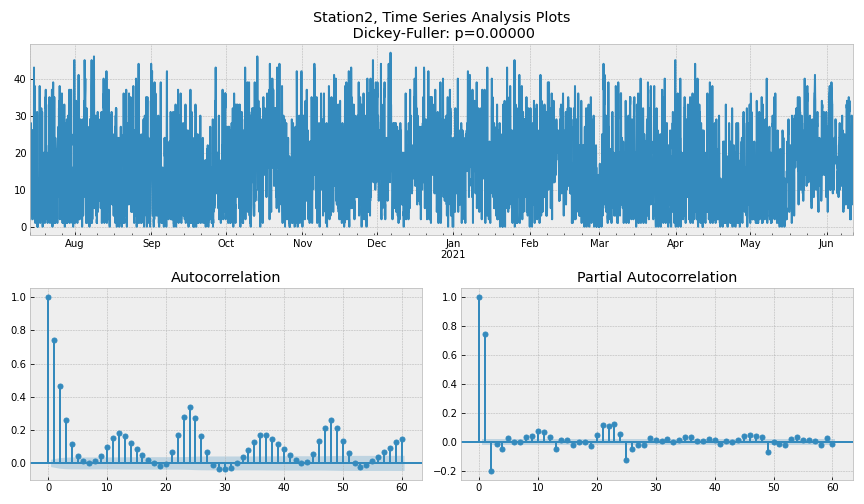 Station2, Time Series Analysis Plots
Dickey-Fuller: p=0.00000
40
30
20
10
0
Aug Sep Oct Nov Dec Jan Feb Mar Apr May Jun
2021
Autocorrelation
1.0
0.8
0.6
0.4
0.2
0.0
0 10 20 30 40 50 60
Partial Autocorrelation
1.0
0.8
0.6
0.4
0.2
0.0
−0.2
0 10 20 30 40 50 60